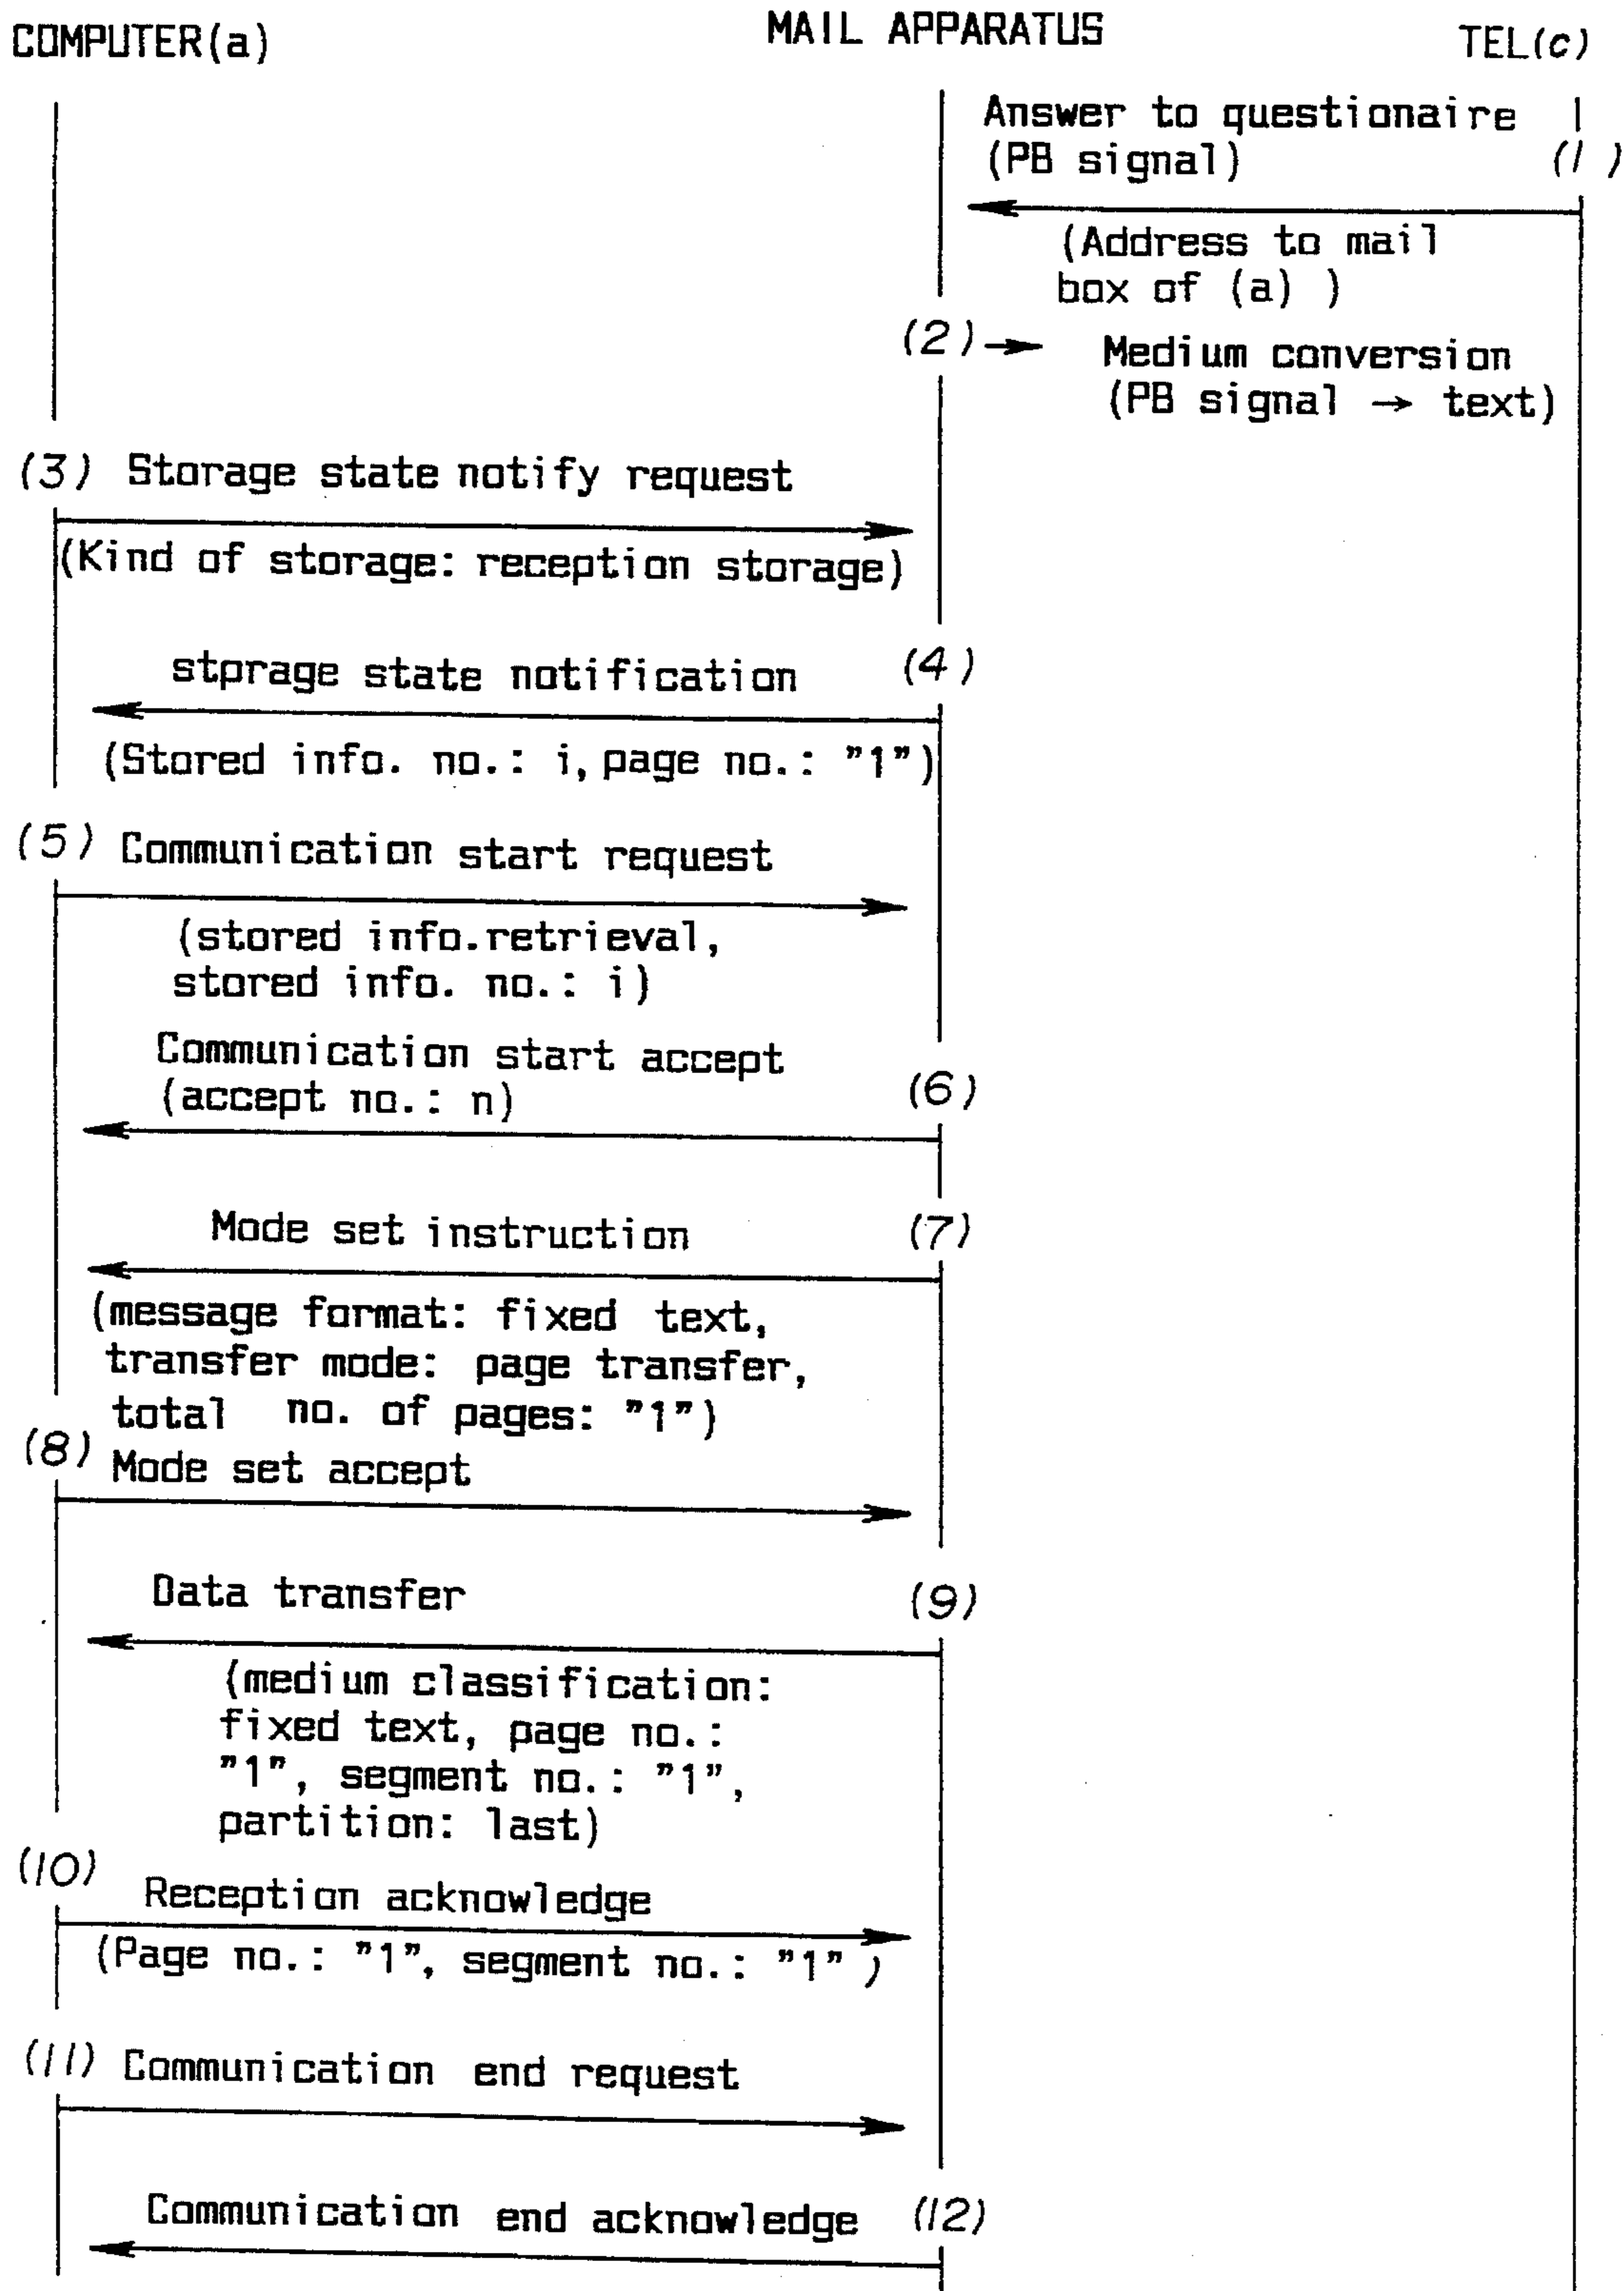 COMPUTER(a)
MAIL APPARATUS
TEL(c)
Answer to questionaire
(PB signal)
(1)
(Address to mail
box of (a) )
(2)→ Medium conversion
(PB signal → text)
(3) Storage state notify request
(Kind of storage: reception storage)
stprage state notification (4)
(Stored info. no.: i, page no.: "1")
(5) Communication start request
(stored info.retrieval,
stored info. no.: i)
Communication start accept
(accept no.: n) (6)
Mode set instruction (7)
(message format: fixed text,
transfer mode: page transfer,
total no. of pages: "1")
(8) Mode set accept
Data transfer (9)
(medium classification:
fixed text, page no.:
"1", segment no.: "1",
partition: last)
(10) Reception acknowledge
(Page no.: "1", segment no.: "1" )
(11) Communication end request
Communication end acknowledge (12)